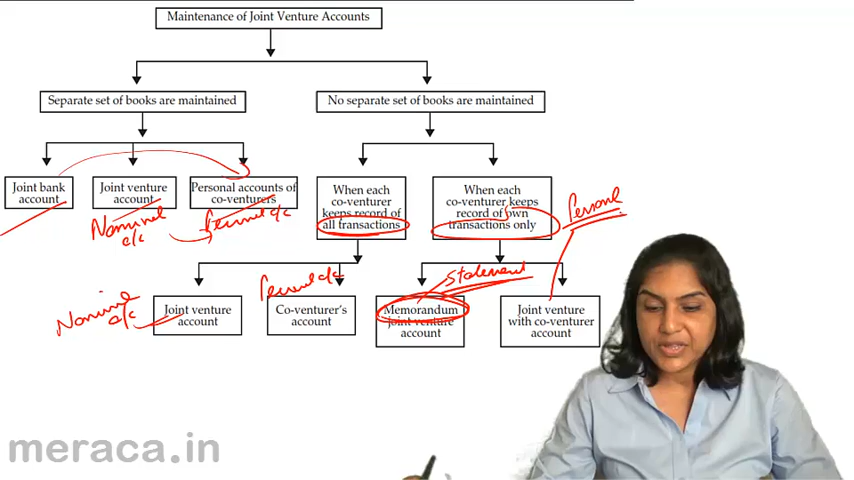 Maintenance of Joint Venture Accounts
Separate set of books are maintained
No separate set of books are maintained
Joint bank
account
Joint venture
account
Personal accounts of
co-venturers
When each
co-venturer
keeps record of
all transactions
When each
co-venturer keeps
record of own
transactions only
Personal
Nominal
a/c
Personal a/c
Statement
Personal a/c
Nominal
a/c
Joint venture
account
Co-venturer's
account
Memorandum
joint venture
account
Joint venture
with co-venturer
account
meraca.in